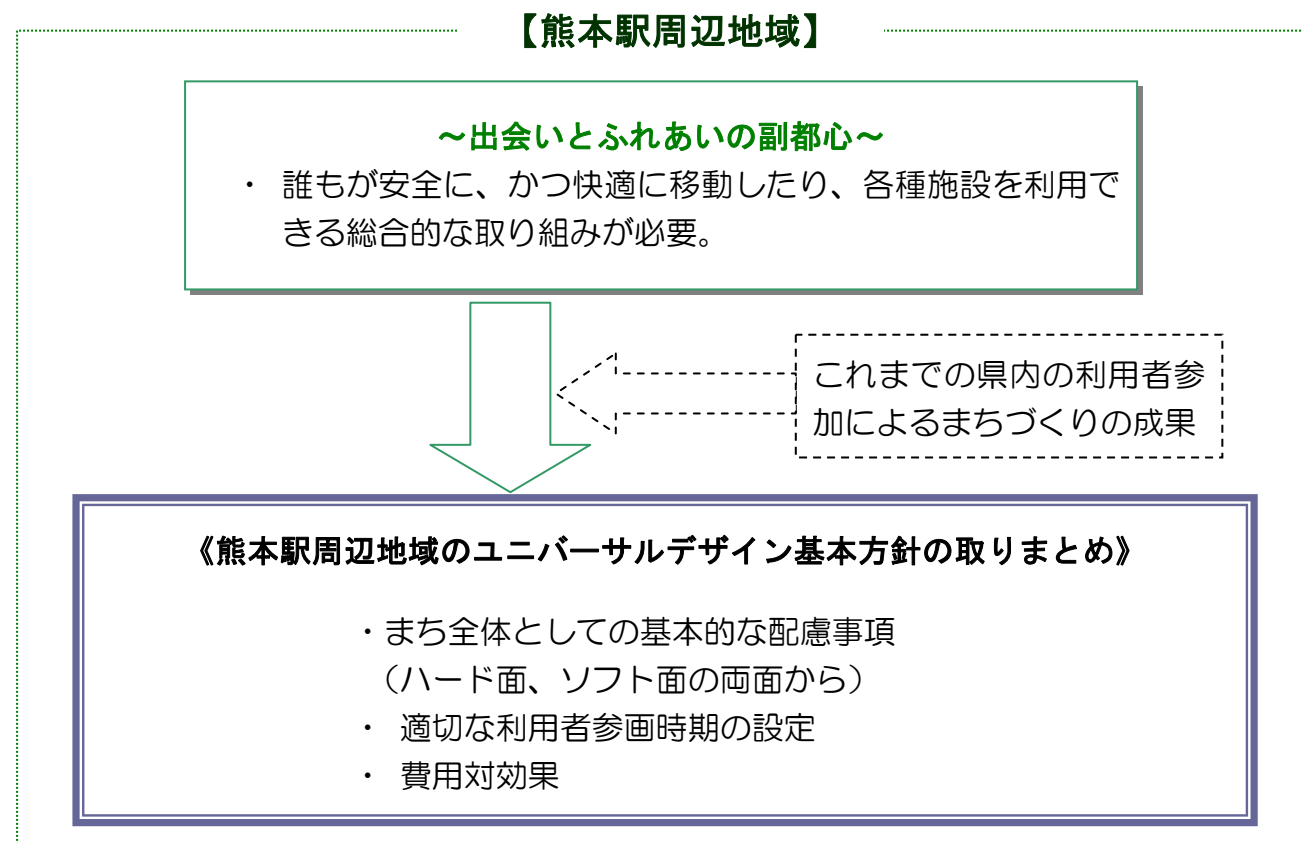 【熊本駅周辺地域】
～出会いとふれあいの副都心～
・ 誰もが安全に、かつ快適に移動したり、各種施設を利用で
きる総合的な取り組みが必要。
これまでの県内の利用者参
加によるまちづくりの成果
《熊本駅周辺地域のユニバーサルデザイン基本方針の取りまとめ》
・まち全体としての基本的な配慮事項
（ハード面、ソフト面の両面から）
・ 適切な利用者参画時期の設定
・ 費用対効果